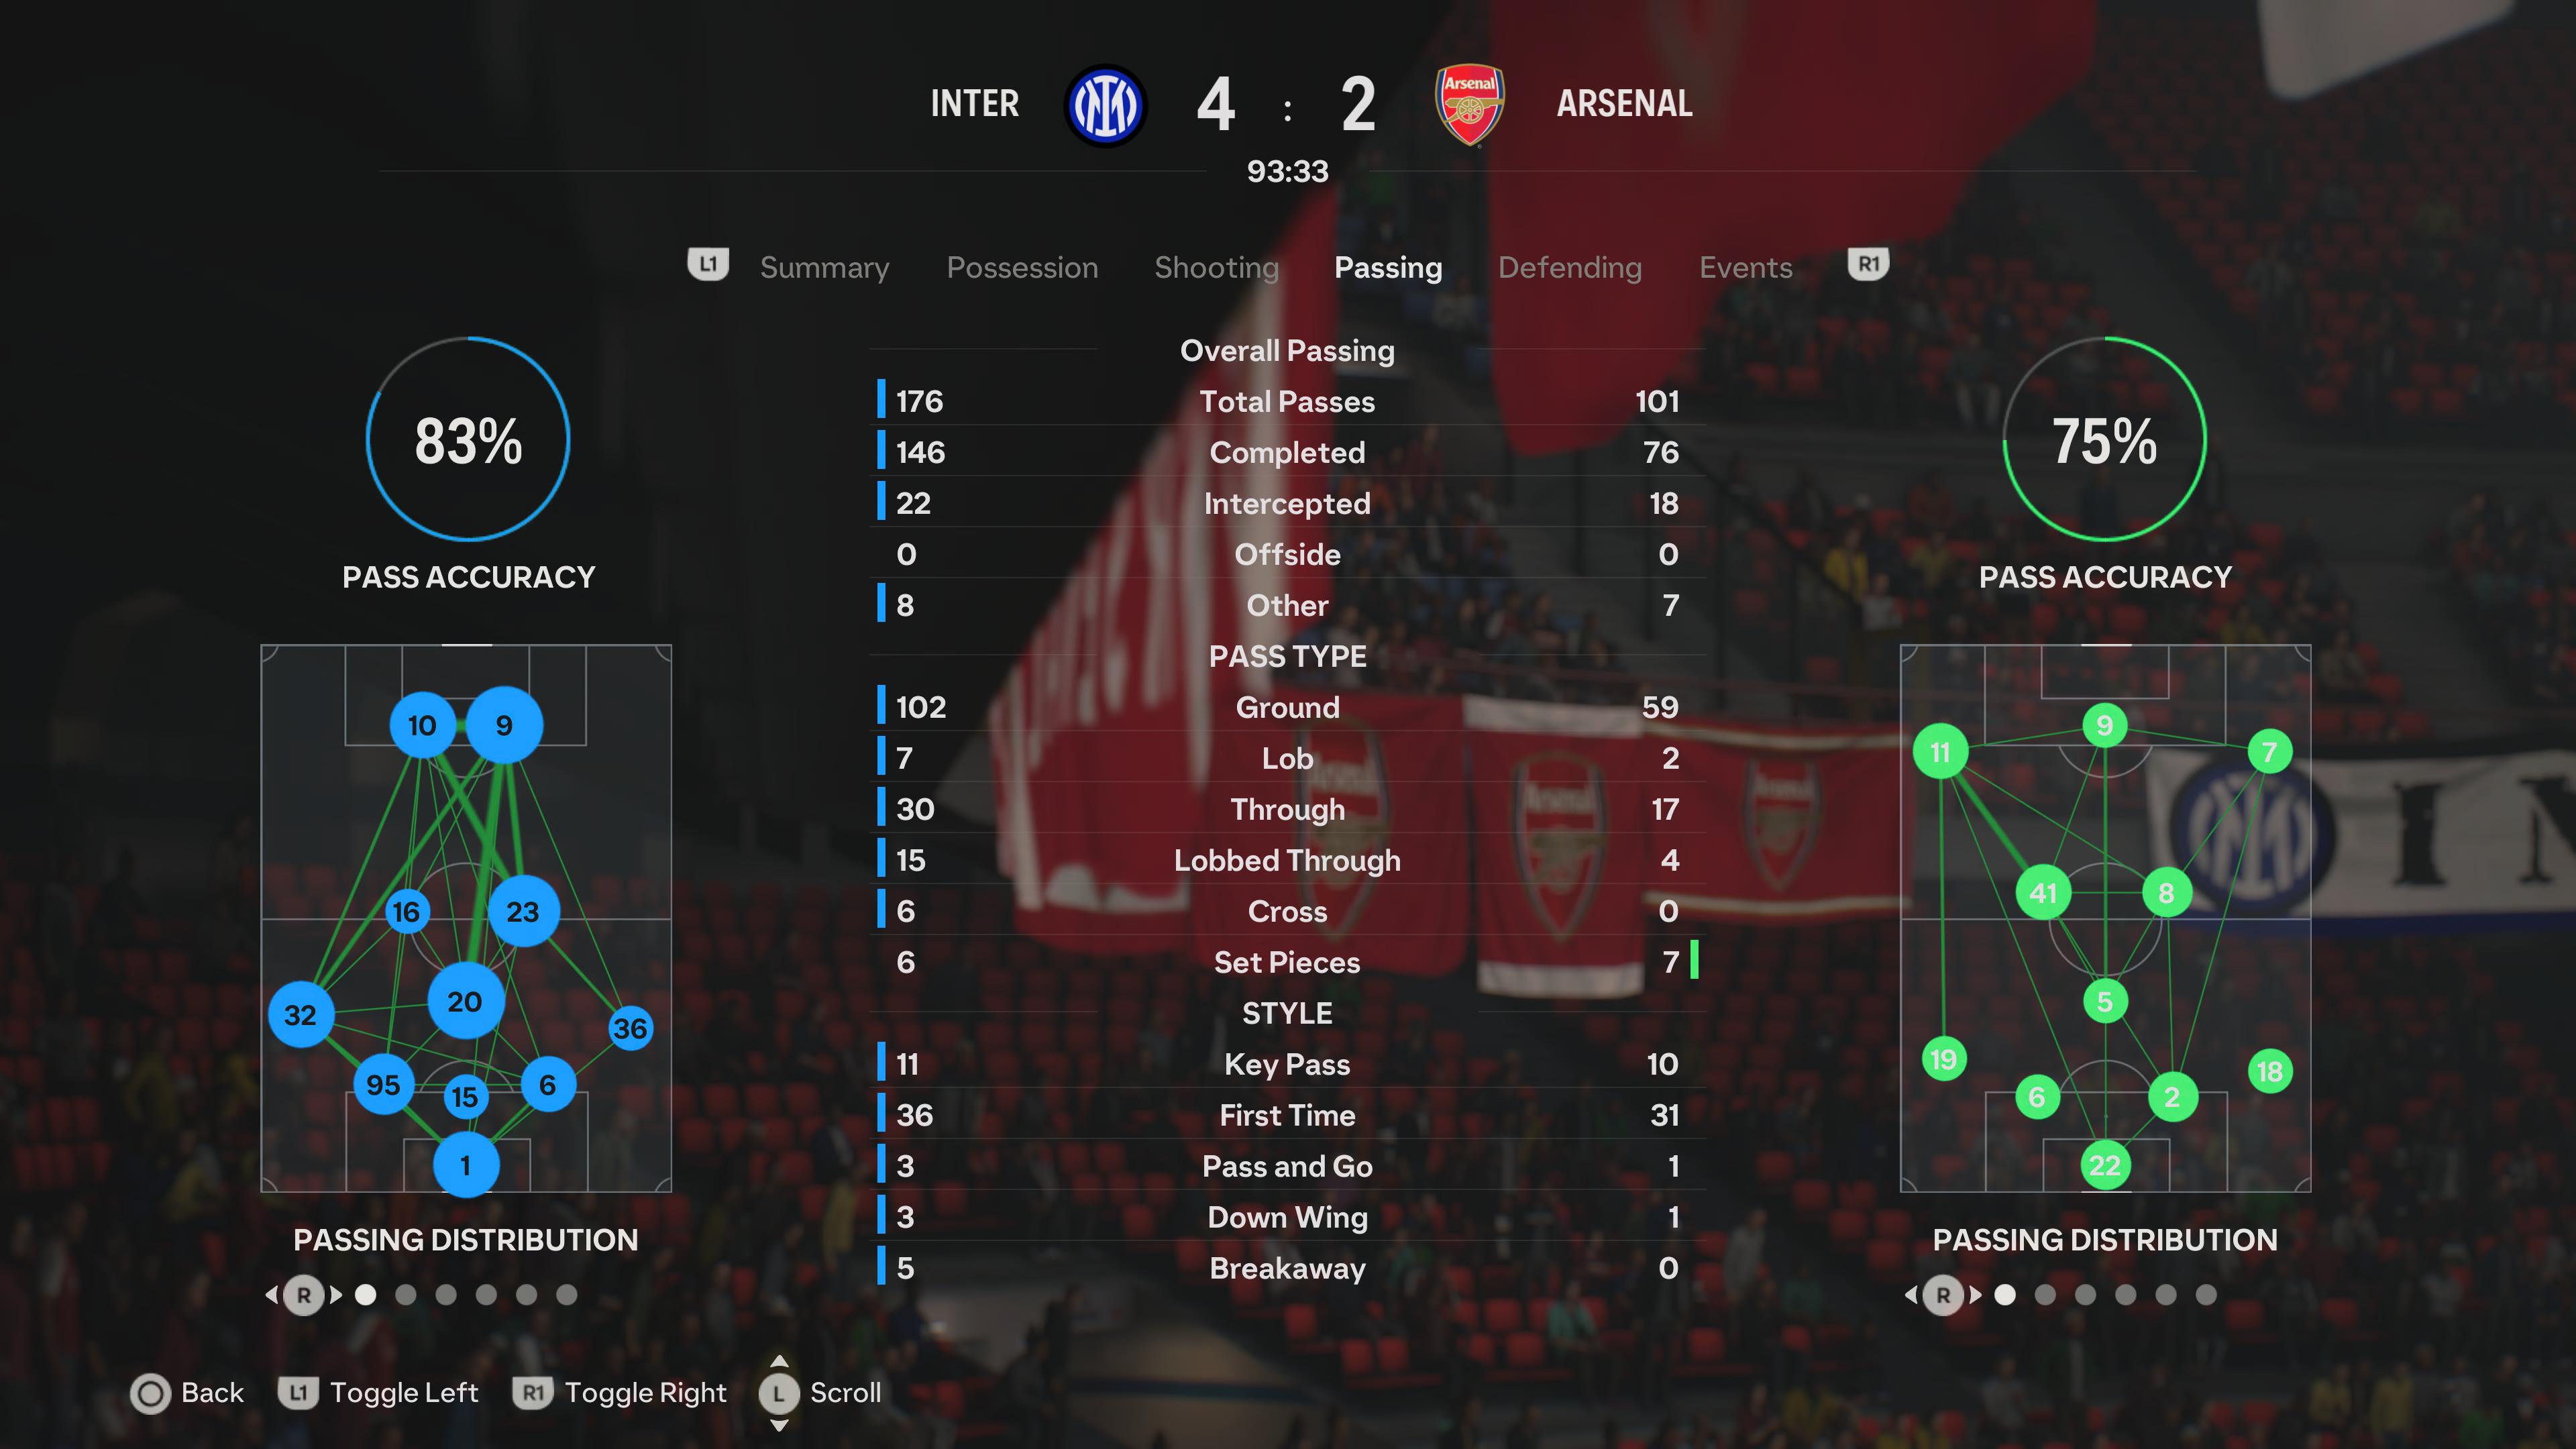 INTER 4 : 2 Arsenal ARSENAL
93:33
L1 Summary Possession Shooting Passing Defending Events R1
Overall Passing
176 Total Passes 101
146 Completed 76
22 Intercepted 18
0 Offside 0
8 Other 7
PASS TYPE
102 Ground 59
7 Lob 2
30 Through 17
15 Lobbed Through 4
6 Cross 0
6 Set Pieces 7
STYLE
11 Key Pass 10
36 First Time 31
3 Pass and Go 1
3 Down Wing 1
5 Breakaway 0
83%
PASS ACCURACY
10 9
16 23
20
32 36
95 15 6
1
PASSING DISTRIBUTION
R
75%
PASS ACCURACY
9
11 7
41 8
5
19 18
6 2
22
PASSING DISTRIBUTION
R
Arsenal Arsenal Arsenal
IN
Back L1 Toggle Left R1 Toggle Right L Scroll